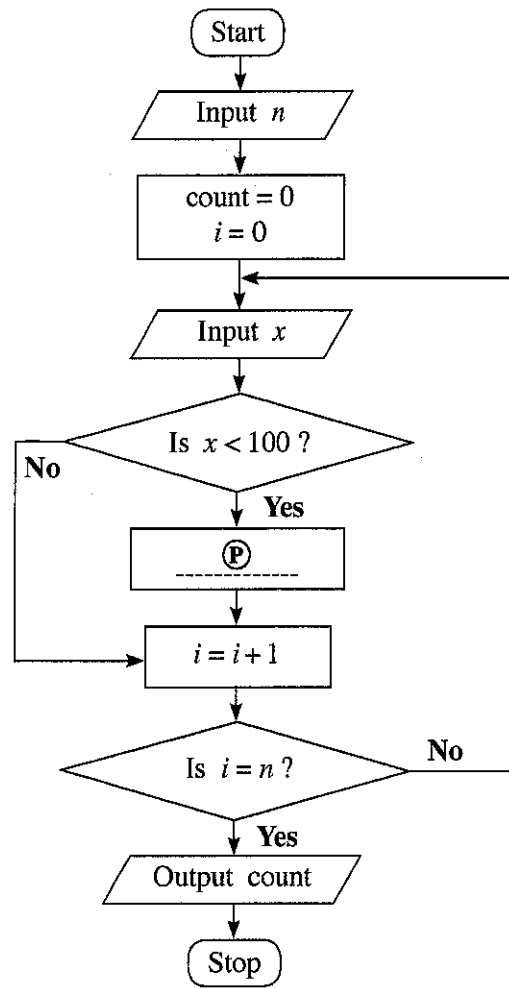 Start
Input n
count = 0
i = 0
Input x
Is x < 100 ?
No
Yes
P
i = i + 1
Is i = n ?
No
Yes
Output count
Stop